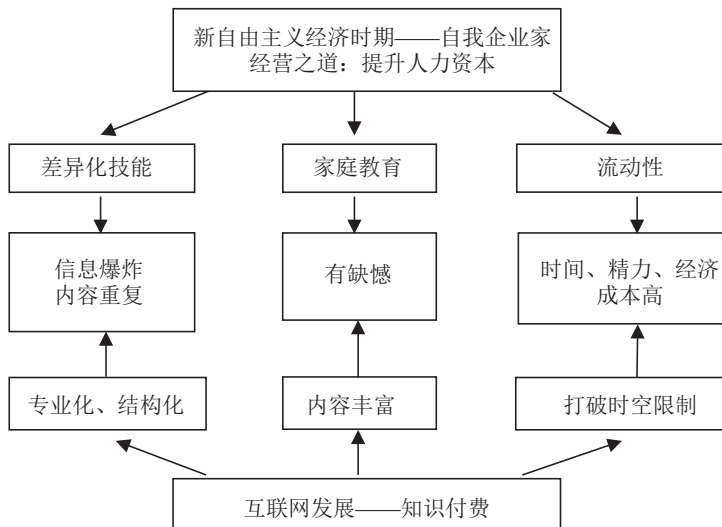 新自由主义经济时期——自我企业家
经营之道：提升人力资本
差异化技能
家庭教育
流动性
信息爆炸
内容重复
有缺憾
时间、精力、经济
成本高
专业化、结构化
内容丰富
打破时空限制
互联网发展——知识付费